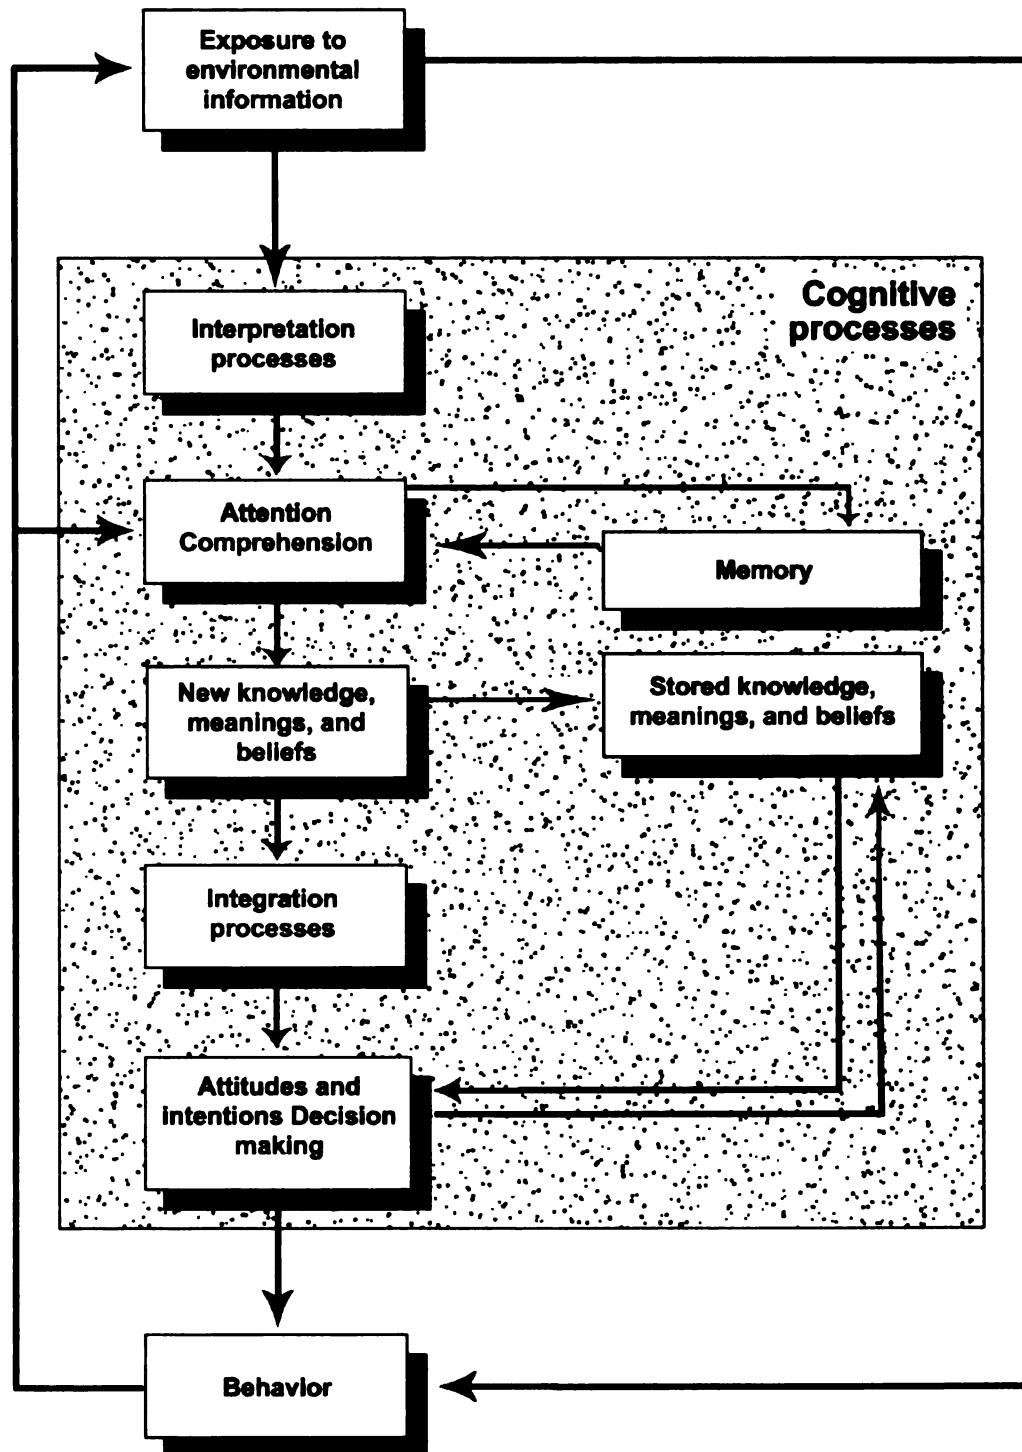 Exposure to
environmental
information
Cognitive
processes
Interpretation
processes
Attention
Comprehension
Memory
New knowledge,
meanings, and
beliefs
Stored knowledge,
meanings, and beliefs
Integration
processes
Attitudes and
intentions Decision
making
Behavior